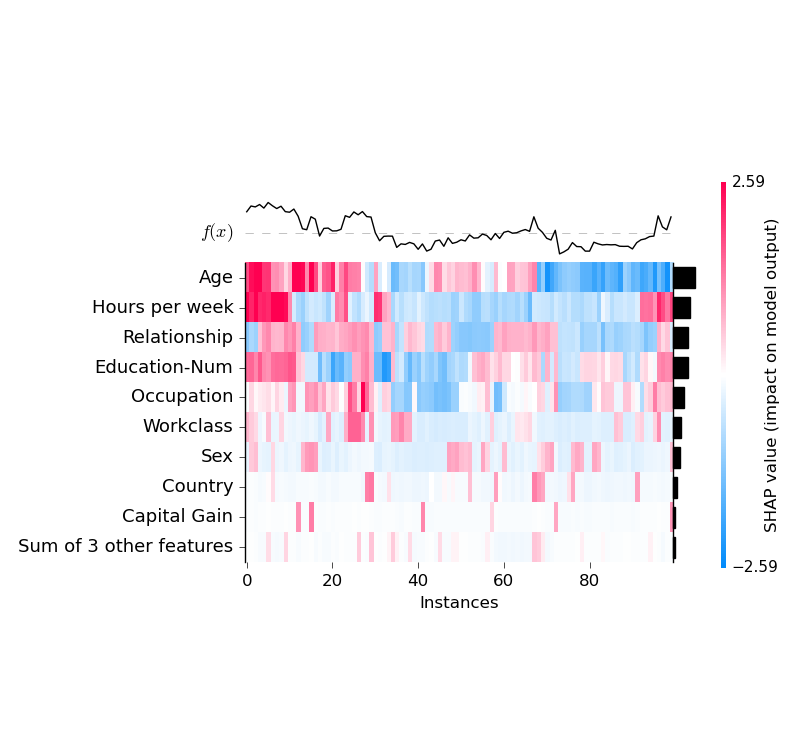 2.59
f(x)
Age
Hours per week
Relationship
Education-Num
Occupation
Workclass
Sex
Country
Capital Gain
Sum of 3 other features
0 20 40 60 80
Instances
−2.59
SHAP value (impact on model output)